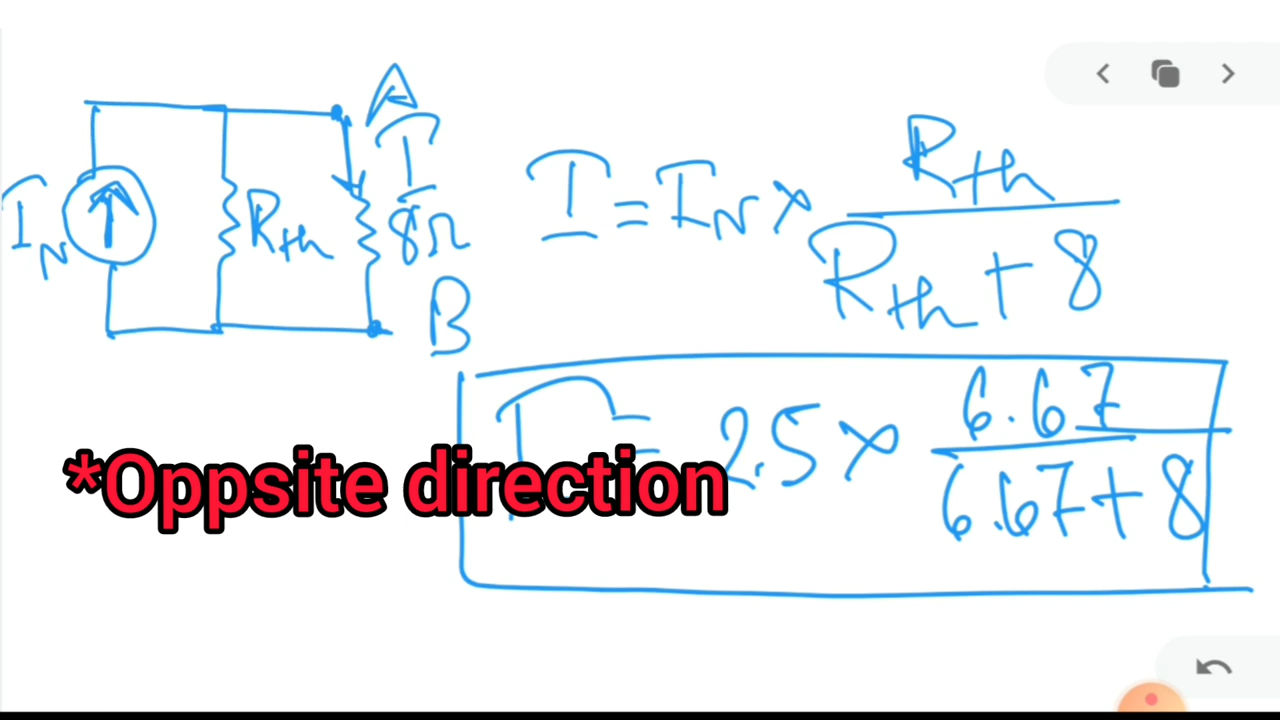 A
I
I_N
R_th
8Ω
B
I = I_N × R_th / (R_th + 8)
I = 2.5 × 6.67 / (6.67 + 8)
*Oppsite direction